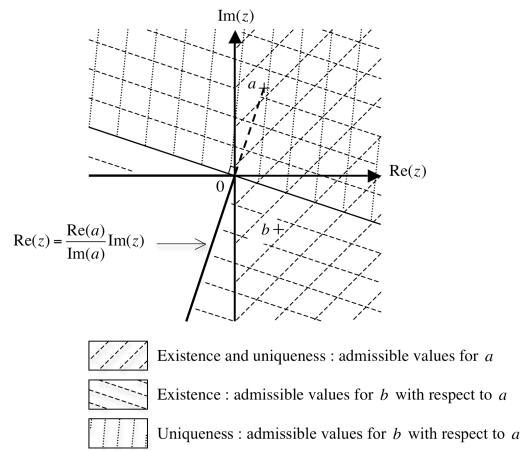 Im(z)
a
Re(z)
0
b
Re(z) = Re(a)/Im(a) Im(z)
Existence and uniqueness : admissible values for a
Existence : admissible values for b with respect to a
Uniqueness : admissible values for b with respect to a